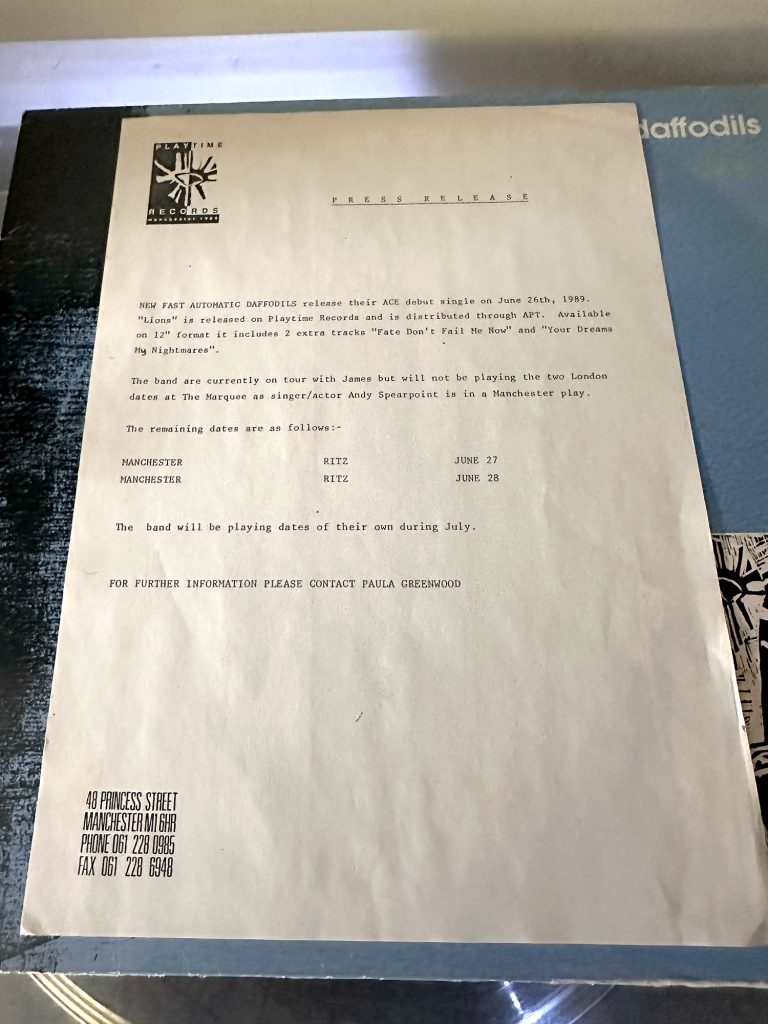 daffodils
PLAYTIME
RECORDS
MANCHESTER 1989
PRESS RELEASE
NEW FAST AUTOMATIC DAFFODILS release their ACE debut single on June 26th, 1989.
"Lions" is released on Playtime Records and is distributed through APT. Available
on 12" format it includes 2 extra tracks "Fate Don't Fail Me Now" and "Your Dreams
My Nightmares".
The band are currently on tour with James but will not be playing the two London
dates at The Marquee as singer/actor Andy Spearpoint is in a Manchester play.
The remaining dates are as follows:-
MANCHESTER RITZ JUNE 27
MANCHESTER RITZ JUNE 28
The band will be playing dates of their own during July.
FOR FURTHER INFORMATION PLEASE CONTACT PAULA GREENWOOD
48 PRINCESS STREET
MANCHESTER M1 6HR
PHONE 061 228 0985
FAX 061 228 6948